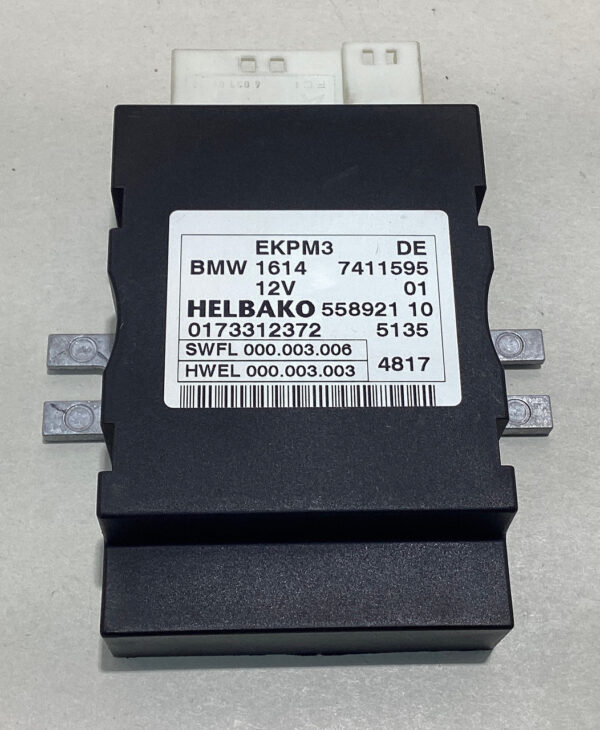 EKPM3 DE
BMW 1614 7411595
12V 01
HELBAKO 558921 10
0173312372 5135
SWFL 000.003.006
HWEL 000.003.003 4817